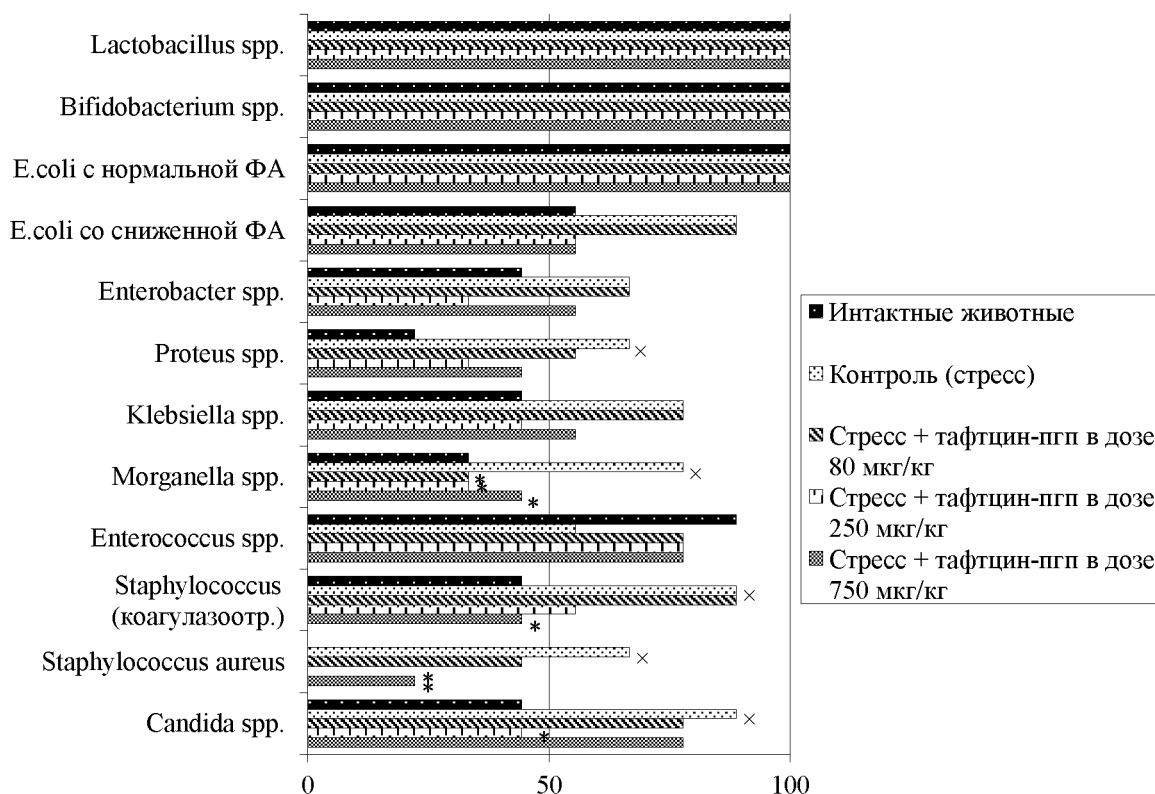 Lactobacillus spp.
Bifidobacterium spp.
E.coli с нормальной ФА
E.coli со сниженной ФА
Enterobacter spp.
Proteus spp.
Klebsiella spp.
Morganella spp.
Enterococcus spp.
Staphylococcus
(коагулазоотр.)
Staphylococcus aureus
Candida spp.
0
50
100
Интактные животные
Контроль (стресс)
Стресс + тафтцин-пгп в дозе
80 мкг/кг
Стресс + тафтцин-пгп в дозе
250 мкг/кг
Стресс + тафтцин-пгп в дозе
750 мкг/кг